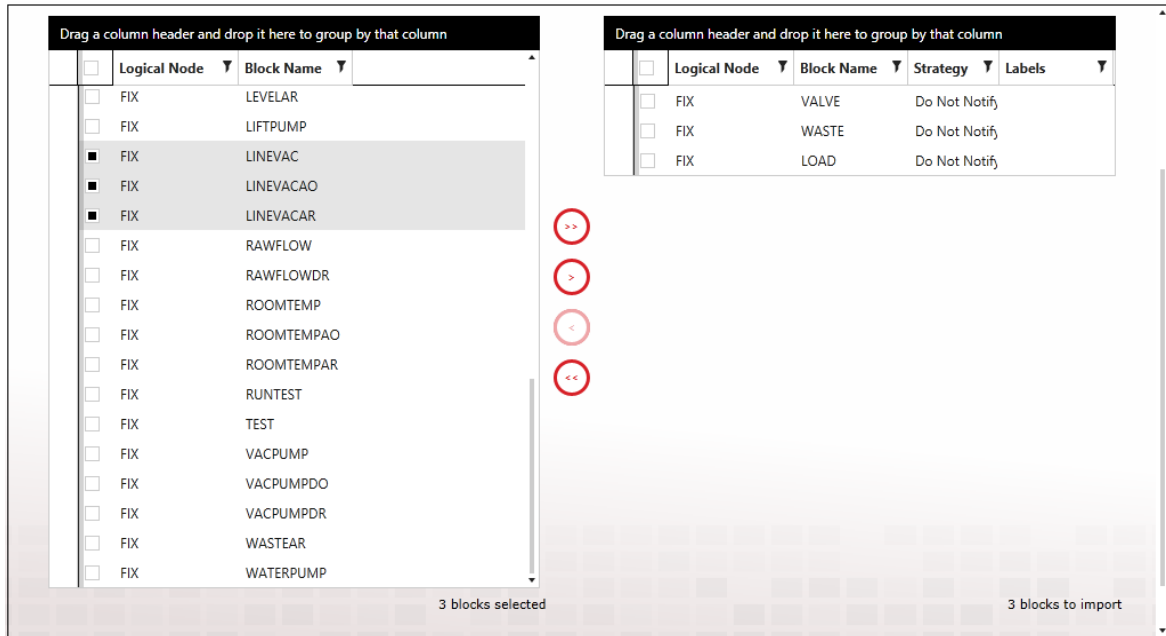 Drag a column header and drop it here to group by that column
Logical Node Block Name
FIX LEVELAR
FIX LIFTPUMP
FIX LINEVAC
FIX LINEVACAO
FIX LINEVACAR
FIX RAWFLOW
FIX RAWFLOWDR
FIX ROOMTEMP
FIX ROOMTEMPAO
FIX ROOMTEMPAR
FIX RUNTEST
FIX TEST
FIX VACPUMP
FIX VACPUMPDO
FIX VACPUMPDR
FIX WASTEAR
FIX WATERPUMP
3 blocks selected
>>
>
<
<<
Drag a column header and drop it here to group by that column
Logical Node Block Name Strategy Labels
FIX VALVE Do Not Notify
FIX WASTE Do Not Notify
FIX LOAD Do Not Notify
3 blocks to import